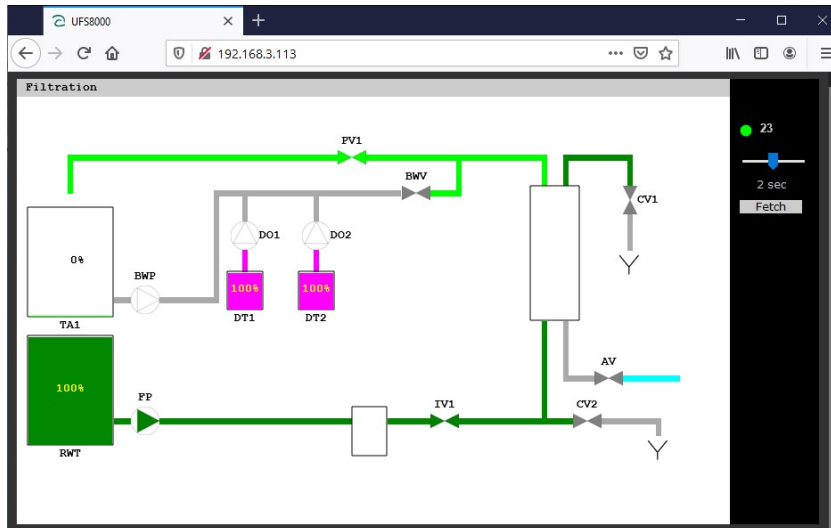 UFS8000
192.168.3.113
Filtration
23
2 sec
Fetch
PV1
BWV
CV1
DO1
DO2
0%
BWP
100%
100%
DT1
DT2
TA1
AV
100%
FP
IV1
CV2
RWT